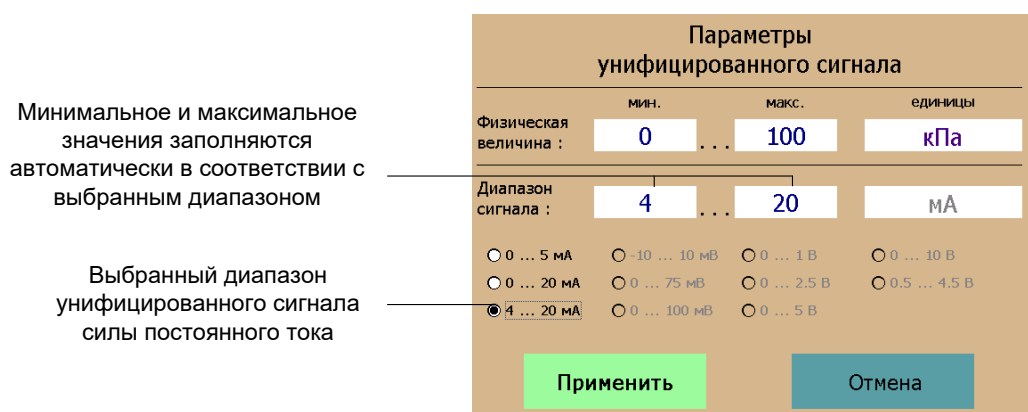 Параметры
унифицированного сигнала
мин. макс. единицы
Физическая
величина : 0 ... 100 кПа
Минимальное и максимальное
значения заполняются
автоматически в соответствии с
выбранным диапазоном
Диапазон
сигнала : 4 ... 20 мА
0 ... 5 мА -10 ... 10 мВ 0 ... 1 В 0 ... 10 В
0 ... 20 мА 0 ... 75 мВ 0 ... 2.5 В 0.5 ... 4.5 В
4 ... 20 мА 0 ... 100 мВ 0 ... 5 В
Выбранный диапазон
унифицированного сигнала
силы постоянного тока
Применить Отмена